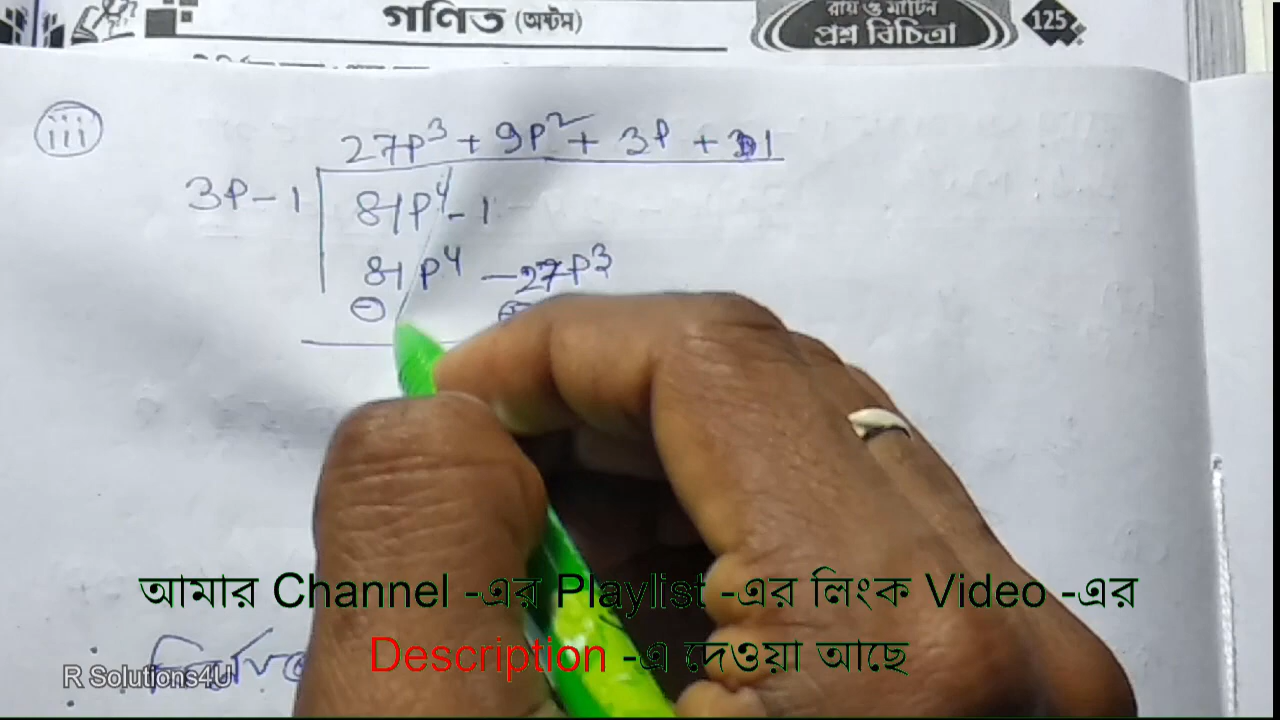 গণিত (অষ্টম)
রায় ও মার্টিন
প্রশ্ন বিচিত্রা
125
iii
27P³ + 9P² + 3P + 1
3P - 1
81P⁴ - 1
81P⁴ - 27P³
আমার Channel -এর Playlist -এর লিংক Video -এর
Description -এ দেওয়া আছে
R Solutions4U